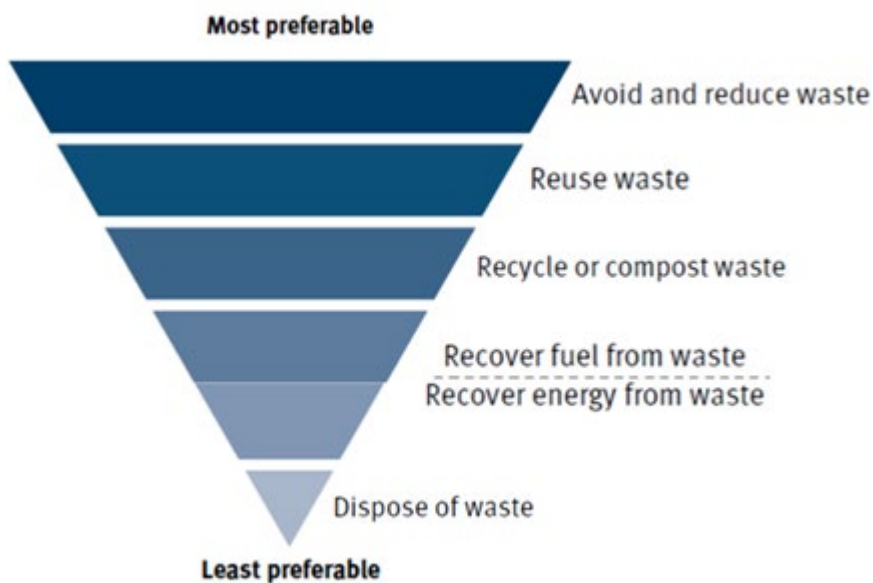 Most preferable
Avoid and reduce waste
Reuse waste
Recycle or compost waste
Recover fuel from waste
Recover energy from waste
Dispose of waste
Least preferable